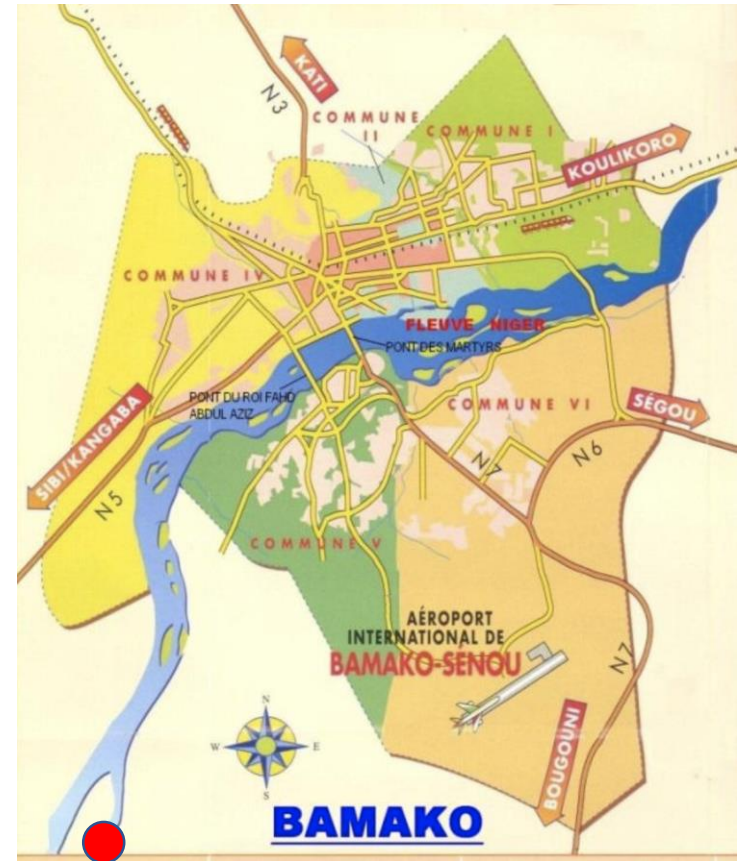 KATI
N3
COMMUNE
II
COMMUNE I
KOULIKORO
COMMUNE IV
FLEUVE NIGER
PONT DES MARTYRS
PONT DU ROI FAHD
ABDUL AZIZ
COMMUNE VI
SÉGOU
SIBI/KANGABA
N7
N6
N5
COMMUNE V
AÉROPORT
INTERNATIONAL DE
BAMAKO-SÉNOU
N7
N
W
E
S
BOUGOUNI
BAMAKO